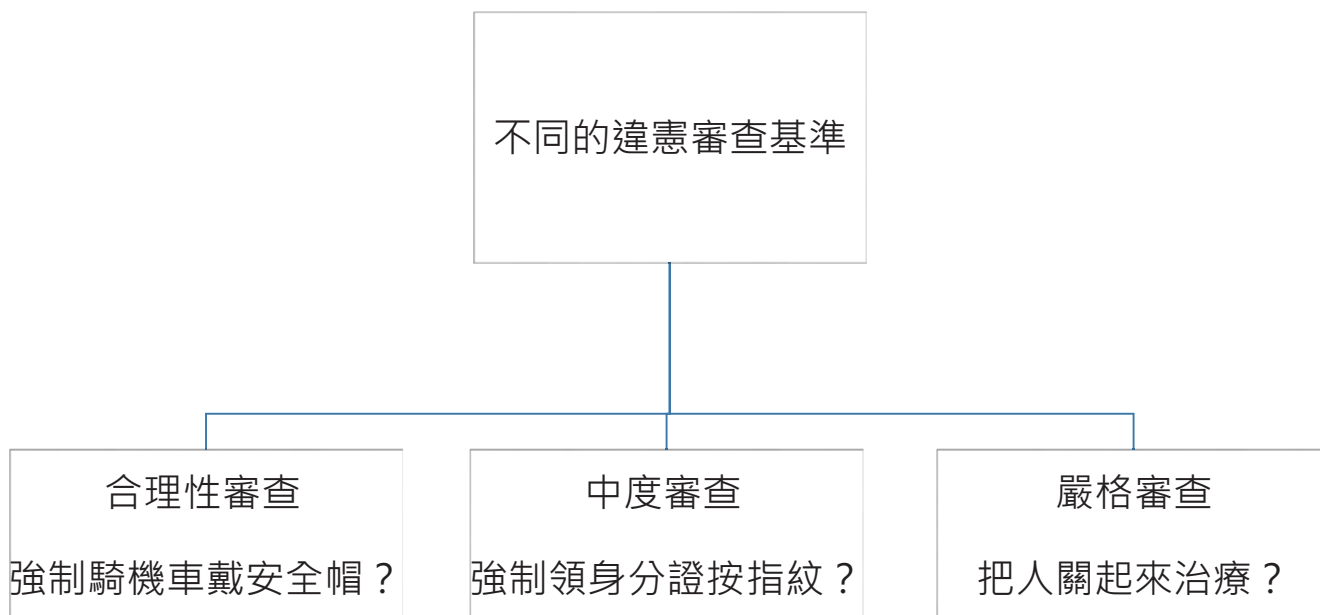 不同的違憲審查基準
合理性審查
強制騎機車戴安全帽？
中度審查
強制領身分證按指紋？
嚴格審查
把人關起來治療？